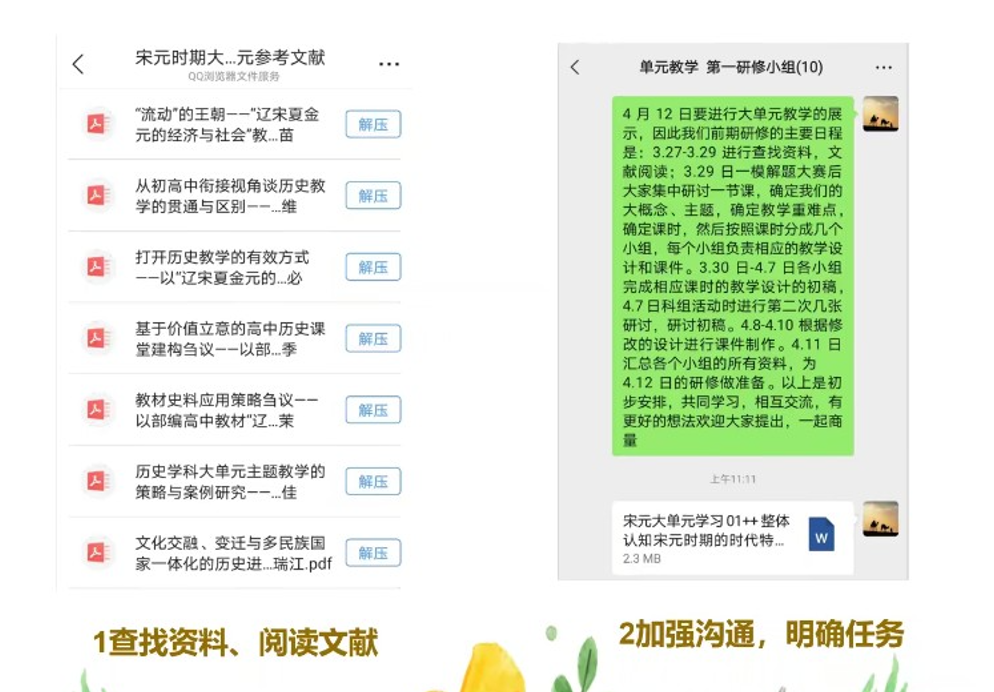 宋元时期大...元参考文献
QQ浏览器文件服务
“流动”的王朝——“辽宋夏金
元的经济与社会”教...苗
解压
从初高中衔接视角谈历史教
学的贯通与区别——...维
解压
打开历史教学的有效方式
——以“辽宋夏金元的...必
解压
基于价值立意的高中历史课
堂建构刍议——以部...季
解压
教材史料应用策略刍议——
以部编高中教材“辽...茉
解压
历史学科大单元主题教学的
策略与案例研究——...佳
解压
文化交融、变迁与多民族国
家一体化的历史进...瑞江.pdf
解压
1查找资料、阅读文献
单元教学 第一研修小组(10)
4 月 12 日要进行大单元教学的展
示，因此我们前期研修的主要日程
是：3.27-3.29 进行查找资料，文
献阅读；3.29 日一模解题大赛后
大家集中研讨一节课，确定我们的
大概念、主题，确定教学重难点，
确定课时，然后按照课时分成几个
小组，每个小组负责相应的教学设
计和课件。3.30 日-4.7 日各小组
完成相应课时的教学设计的初稿，
4.7日科组活动时进行第二次几张
研讨，研讨初稿。4.8-4.10 根据修
改的设计进行课件制作。4.11 日
汇总各个小组的所有资料，为
4.12 日的研修做准备。以上是初
步安排，共同学习，相互交流，有
更好的想法欢迎大家提出，一起商
量
上午11:11
宋元大单元学习01++整体
认知宋元时期的时代特...
2.3 MB
W
2加强沟通，明确任务